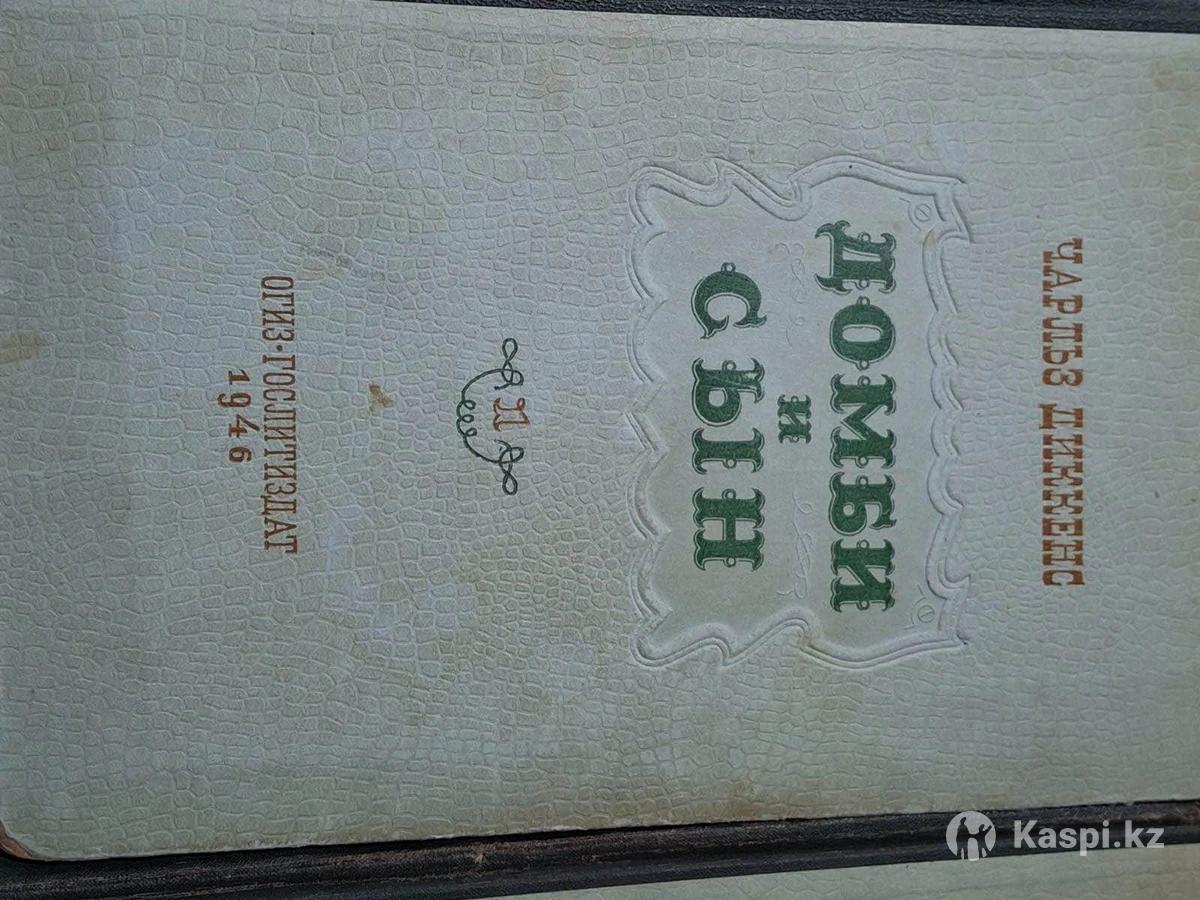 ЧАРЛЬЗ ДИККЕНС
ДОМБИ
И
СЫН
II
ОГИЗ·ГОСЛИТИЗДАТ
1946
Kaspi.kz